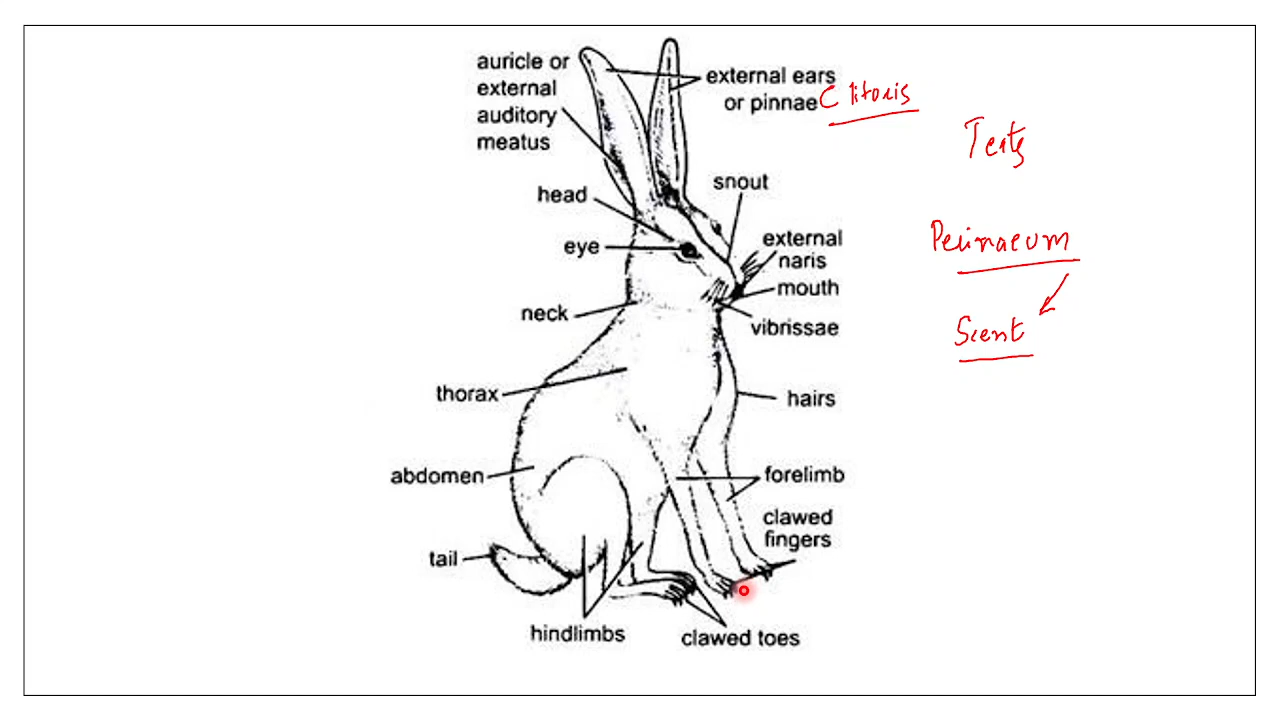 auricle or
external
auditory
meatus
external ears
or pinnae
Clitoris
Teats
snout
head
Perinaeum
eye
external
naris
mouth
neck
vibrissae
Scent
thorax
hairs
abdomen
forelimb
clawed
fingers
tail
hindlimbs
clawed toes